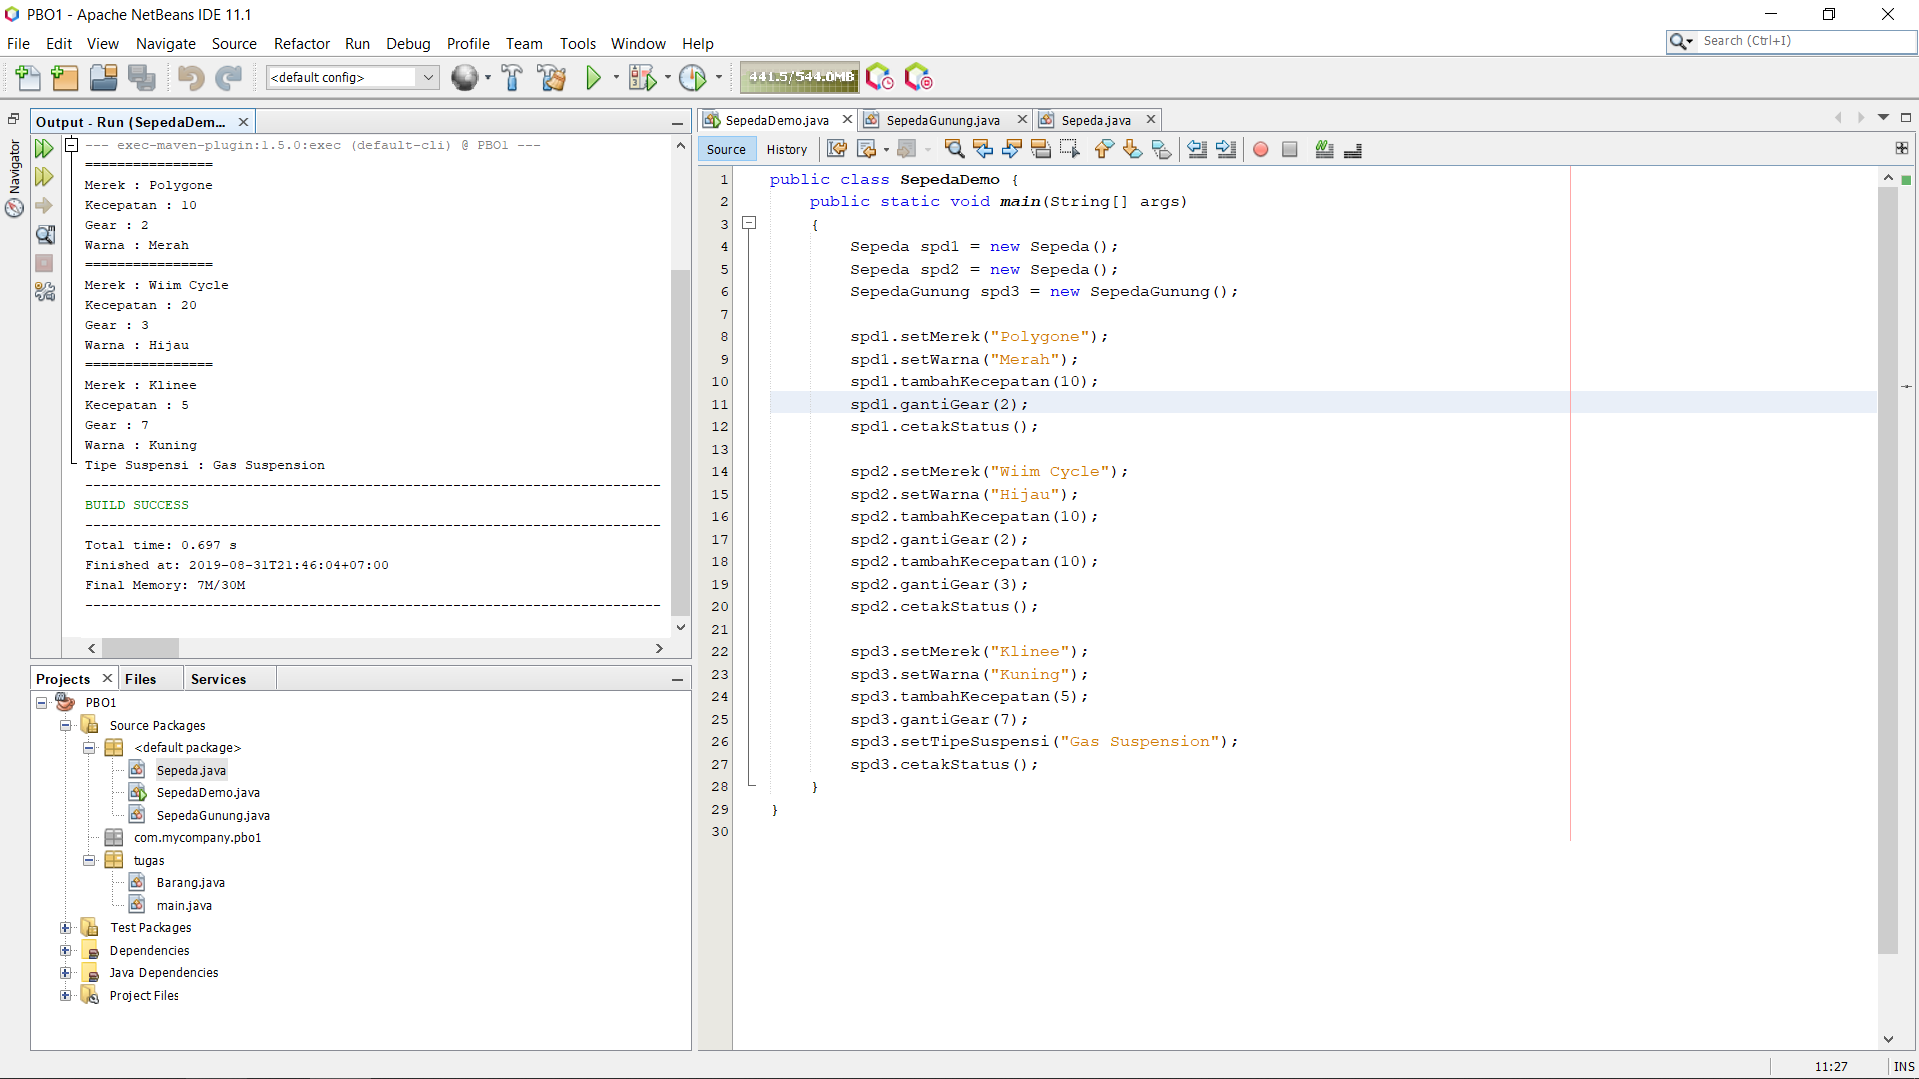 PBO1 - Apache NetBeans IDE 11.1
File Edit View Navigate Source Refactor Run Debug Profile Team Tools Window Help
Search (Ctrl+I)
<default config>
441.5/544.0MB
Output - Run (SepedaDem...
Navigator
--- exec-maven-plugin:1.5.0:exec (default-cli) @ PBO1 ---
================
Merek : Polygone
Kecepatan : 10
Gear : 2
Warna : Merah
================
Merek : Wiim Cycle
Kecepatan : 20
Gear : 3
Warna : Hijau
================
Merek : Klinee
Kecepatan : 5
Gear : 7
Warna : Kuning
Tipe Suspensi : Gas Suspension
------------------------------------------------------------------------
BUILD SUCCESS
------------------------------------------------------------------------
Total time: 0.697 s
Finished at: 2019-08-31T21:46:04+07:00
Final Memory: 7M/30M
------------------------------------------------------------------------
Projects Files Services
PBO1
Source Packages
<default package>
Sepeda.java
SepedaDemo.java
SepedaGunung.java
com.mycompany.pbo1
tugas
Barang.java
main.java
Test Packages
Dependencies
Java Dependencies
Project Files
SepedaDemo.java SepedaGunung.java Sepeda.java
Source History
1 public class SepedaDemo {
2 public static void main(String[] args)
3 {
4 Sepeda spd1 = new Sepeda();
5 Sepeda spd2 = new Sepeda();
6 SepedaGunung spd3 = new SepedaGunung();
7
8 spd1.setMerek("Polygone");
9 spd1.setWarna("Merah");
10 spd1.tambahKecepatan(10);
11 spd1.gantiGear(2);
12 spd1.cetakStatus();
13
14 spd2.setMerek("Wiim Cycle");
15 spd2.setWarna("Hijau");
16 spd2.tambahKecepatan(10);
17 spd2.gantiGear(2);
18 spd2.tambahKecepatan(10);
19 spd2.gantiGear(3);
20 spd2.cetakStatus();
21
22 spd3.setMerek("Klinee");
23 spd3.setWarna("Kuning");
24 spd3.tambahKecepatan(5);
25 spd3.gantiGear(7);
26 spd3.setTipeSuspensi("Gas Suspension");
27 spd3.cetakStatus();
28 }
29 }
30
11:27 INS